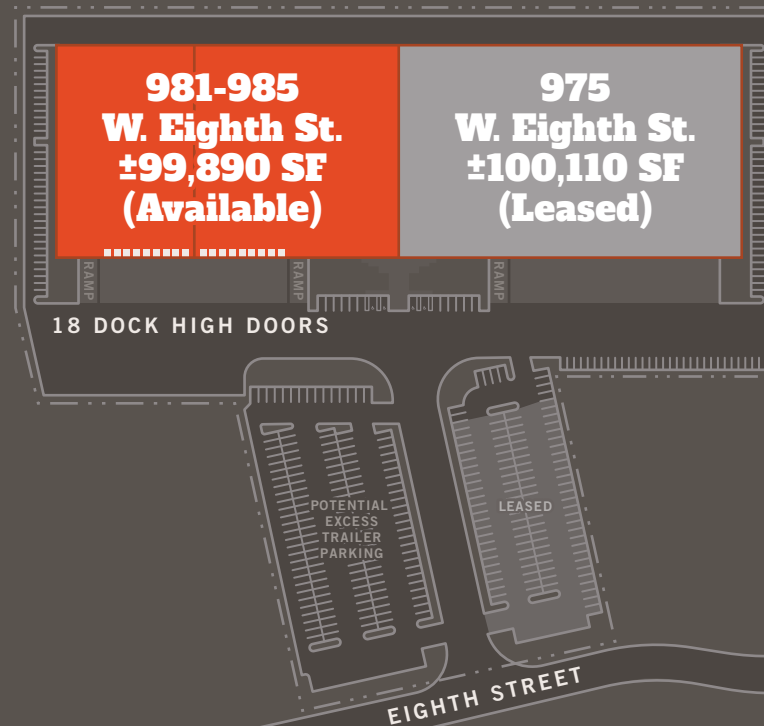 981-985
W. Eighth St.
±99,890 SF
(Available)
975
W. Eighth St.
±100,110 SF
(Leased)
RAMP
RAMP
RAMP
18 DOCK HIGH DOORS
POTENTIAL
EXCESS
TRAILER
PARKING
LEASED
EIGHTH STREET